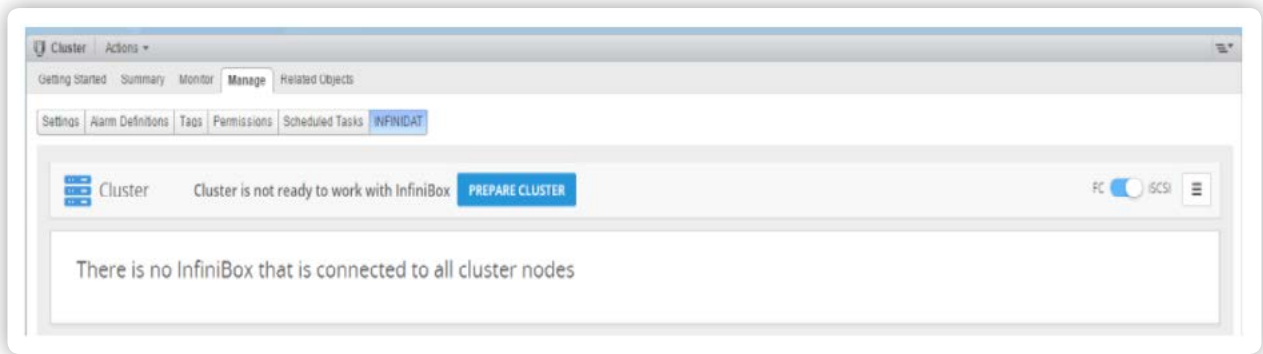 Cluster Actions
Getting Started Summary Monitor Manage Related Objects
Settings Alarm Definitions Tags Permissions Scheduled Tasks INFINIDAT
Cluster Cluster is not ready to work with InfiniBox PREPARE CLUSTER FC iSCSI
There is no InfiniBox that is connected to all cluster nodes